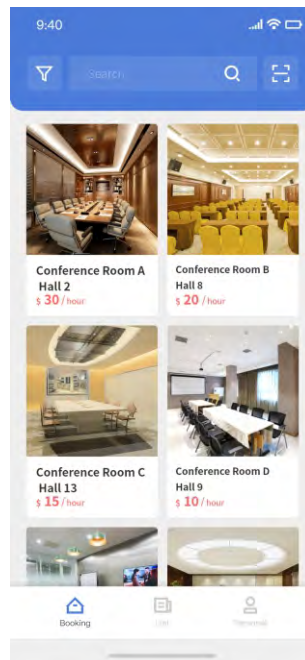 9:40
Search
Conference Room A
Hall 2
$ 30 / hour
Conference Room B
Hall 8
$ 20 / hour
Conference Room C
Hall 13
$ 15 / hour
Conference Room D
Hall 9
$ 10 / hour
Booking